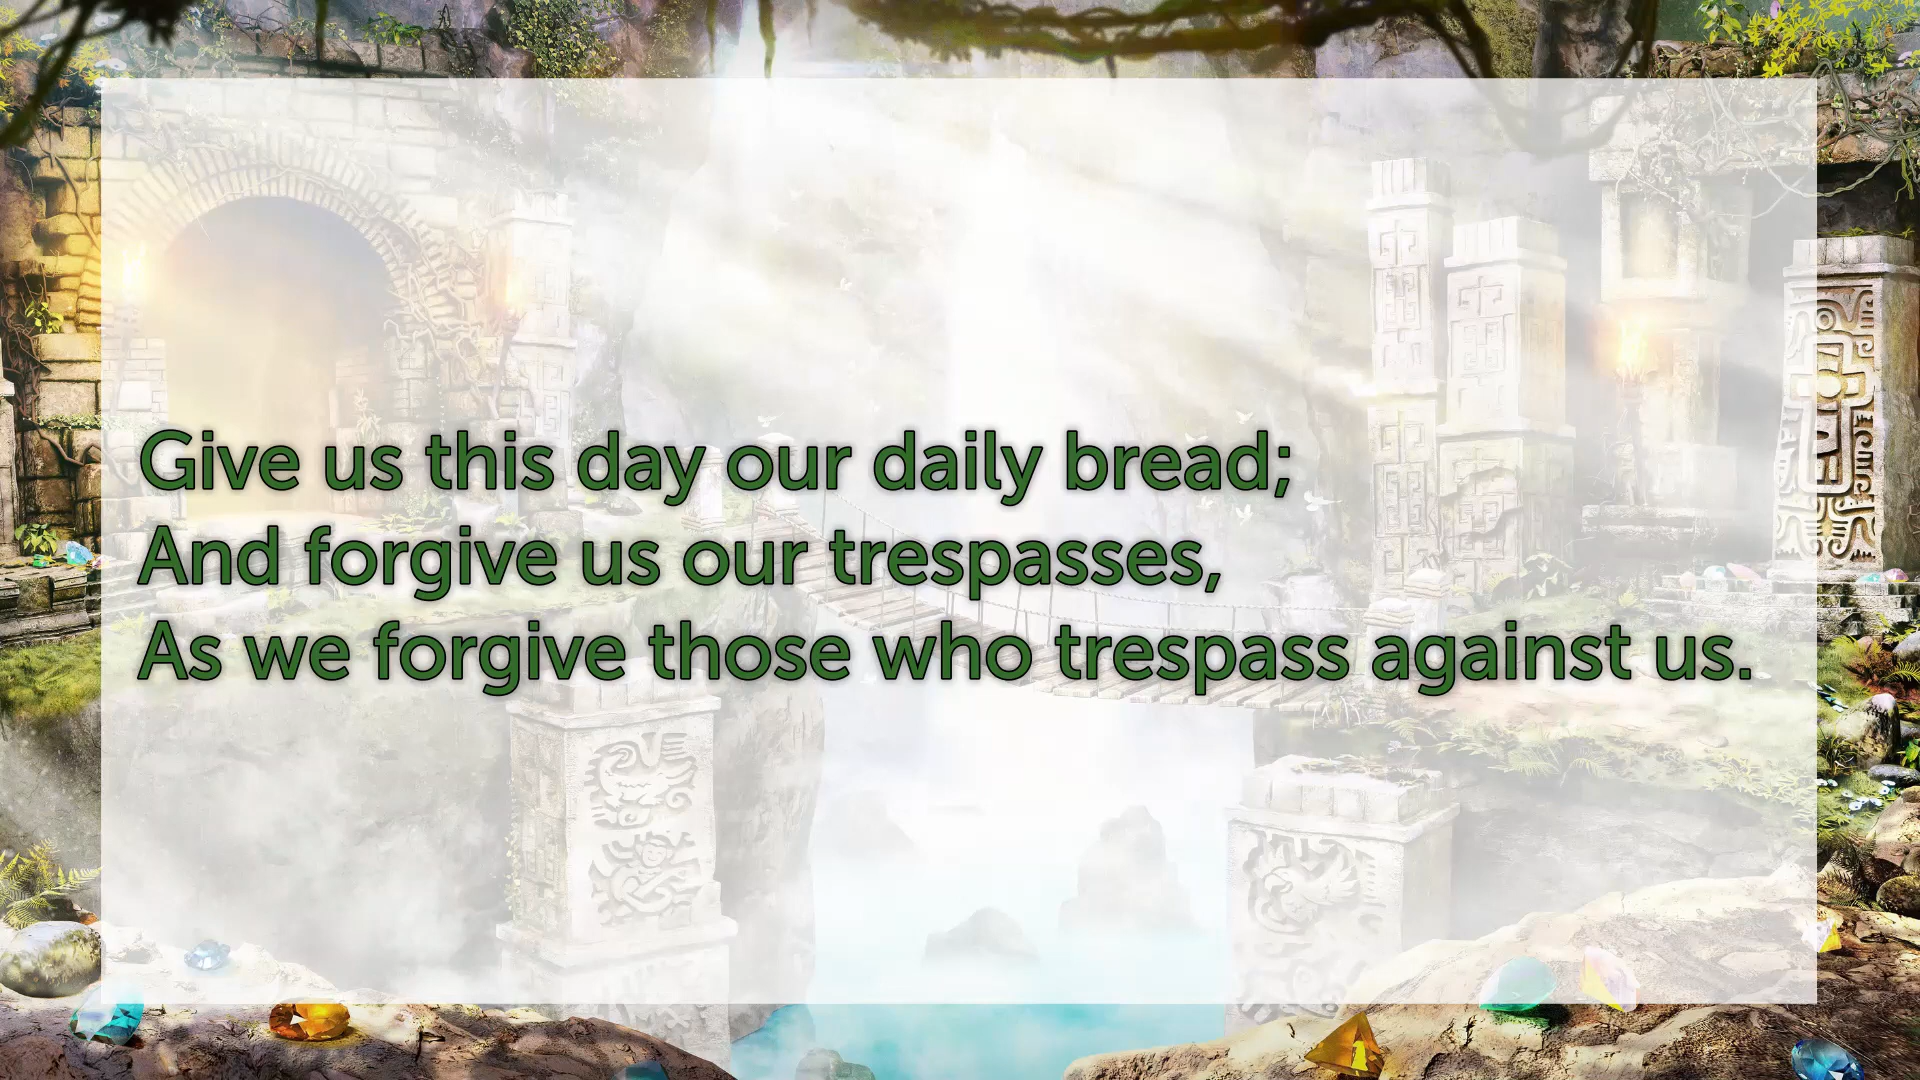 Give us this day our daily bread;
And forgive us our trespasses,
As we forgive those who trespass against us.